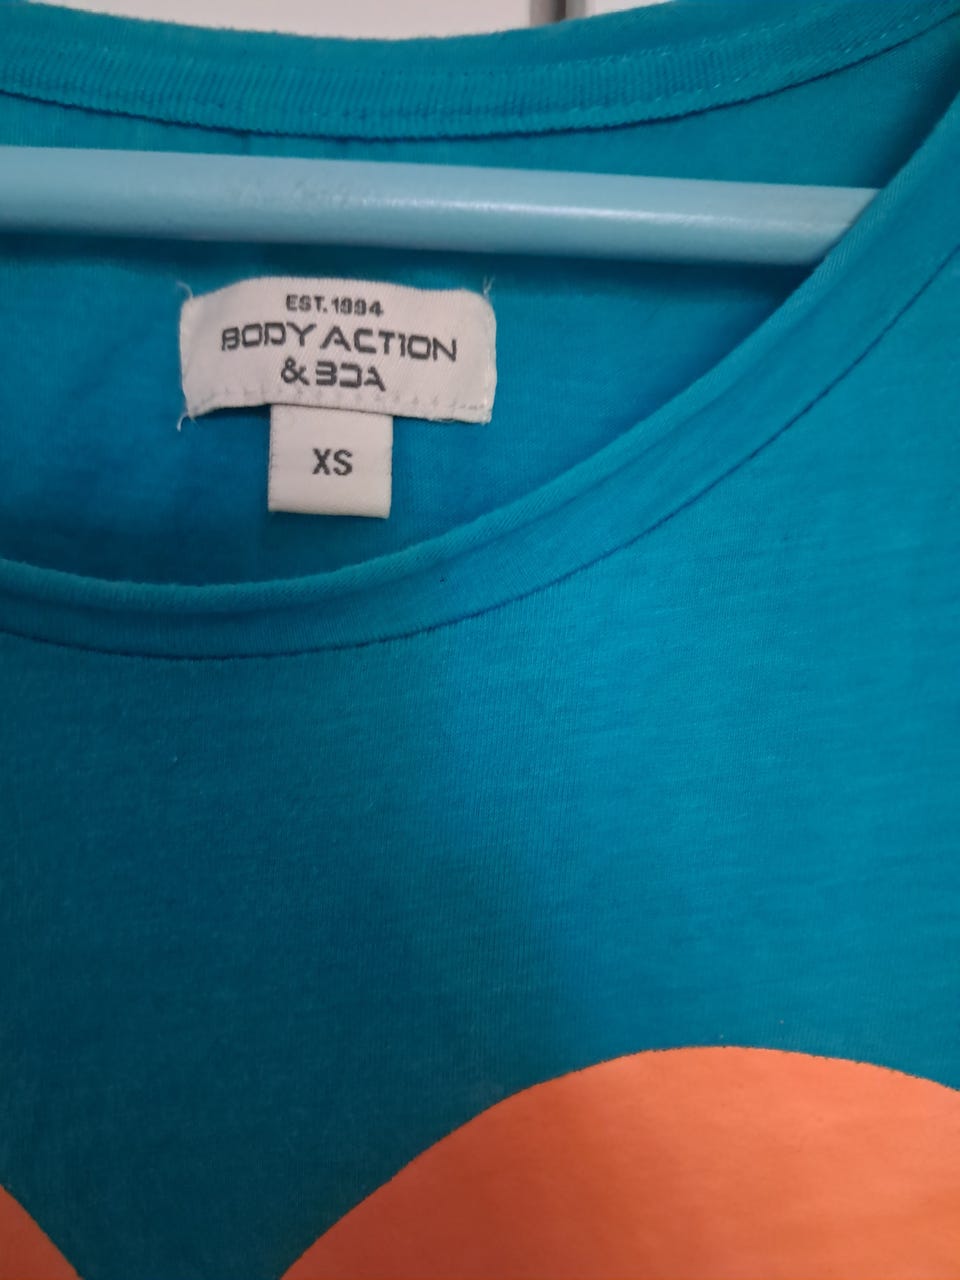 EST. 1994
BODY ACTION
& BDA
XS